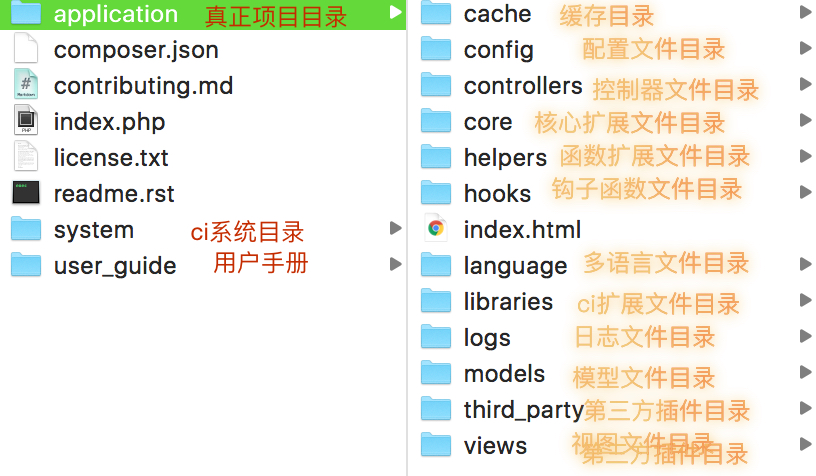 application 真正项目目录
composer.json
contributing.md
index.php
license.txt
readme.rst
system ci系统目录
user_guide 用户手册
cache 缓存目录
config 配置文件目录
controllers 控制器文件目录
core 核心扩展文件目录
helpers 函数扩展文件目录
hooks 钩子函数文件目录
index.html
language 多语言文件目录
libraries ci扩展文件目录
logs 日志文件目录
models 模型文件目录
third_party 第三方插件目录
views 视图文件目录
第三方插件目录